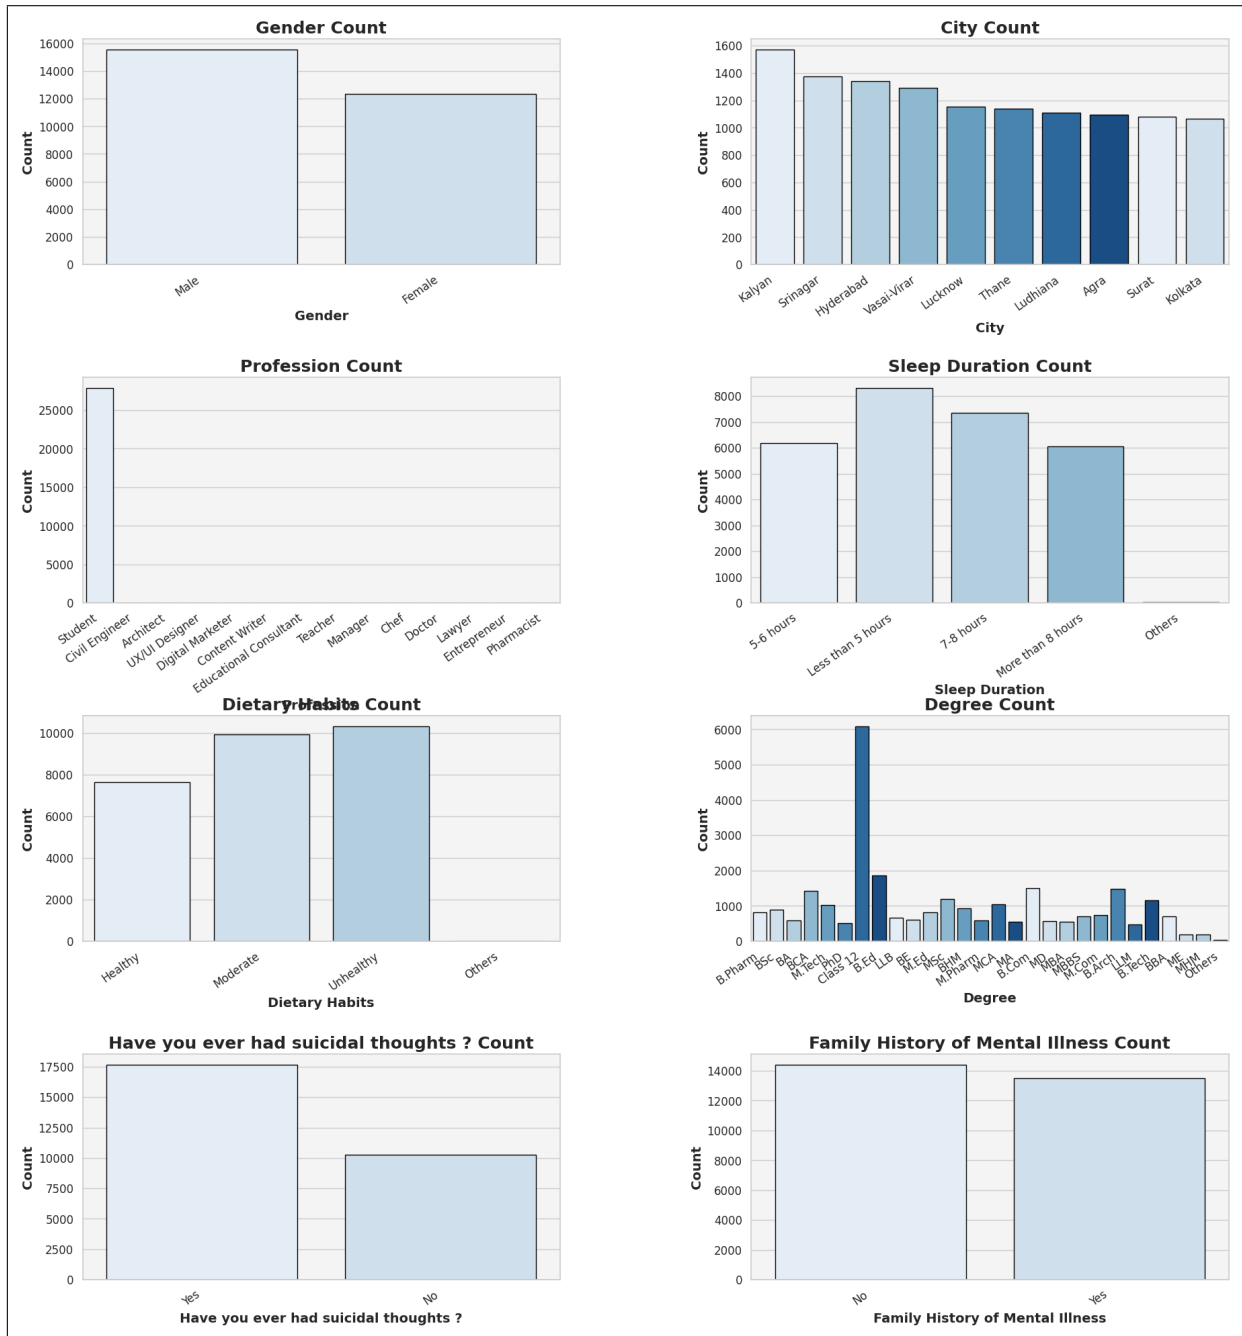 Gender Count
Count
16000
14000
12000
10000
8000
6000
4000
2000
0
Male
Female
Gender
City Count
Count
1600
1400
1200
1000
800
600
400
200
0
Kalyan
Srinagar
Hyderabad
Vasai-Virar
Lucknow
Thane
Ludhiana
Agra
Surat
Kolkata
City
Profession Count
Count
25000
20000
15000
10000
5000
0
Student
Civil Engineer
Architect
UX/UI Designer
Digital Marketer
Content Writer
Educational Consultant
Teacher
Manager
Chef
Doctor
Lawyer
Entrepreneur
Pharmacist
Profession
Sleep Duration Count
Count
8000
7000
6000
5000
4000
3000
2000
1000
0
5-6 hours
Less than 5 hours
7-8 hours
More than 8 hours
Others
Sleep Duration
Dietary Habits Count
Count
10000
8000
6000
4000
2000
0
Healthy
Moderate
Unhealthy
Others
Dietary Habits
Degree Count
Count
6000
5000
4000
3000
2000
1000
0
B.Pharm
BSc
BA
BCA
M.Tech
PhD
Class 12
B.Ed
LLB
BE
M.Ed
MSc
BHM
M.Pharm
MCA
MA
B.Com
MD
MBA
MBBS
M.Com
B.Arch
LLM
B.Tech
BBA
ME
MHM
Others
Degree
Have you ever had suicidal thoughts ? Count
Count
17500
15000
12500
10000
7500
5000
2500
0
Yes
No
Have you ever had suicidal thoughts ?
Family History of Mental Illness Count
Count
14000
12000
10000
8000
6000
4000
2000
0
No
Yes
Family History of Mental Illness